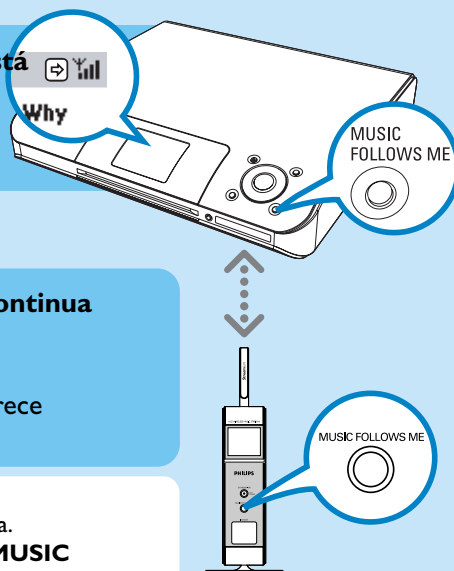 stá
Why
MUSIC
FOLLOWS ME
ontinua
rece
MUSIC FOLLOWS ME
PHILIPS
a.
MUSIC